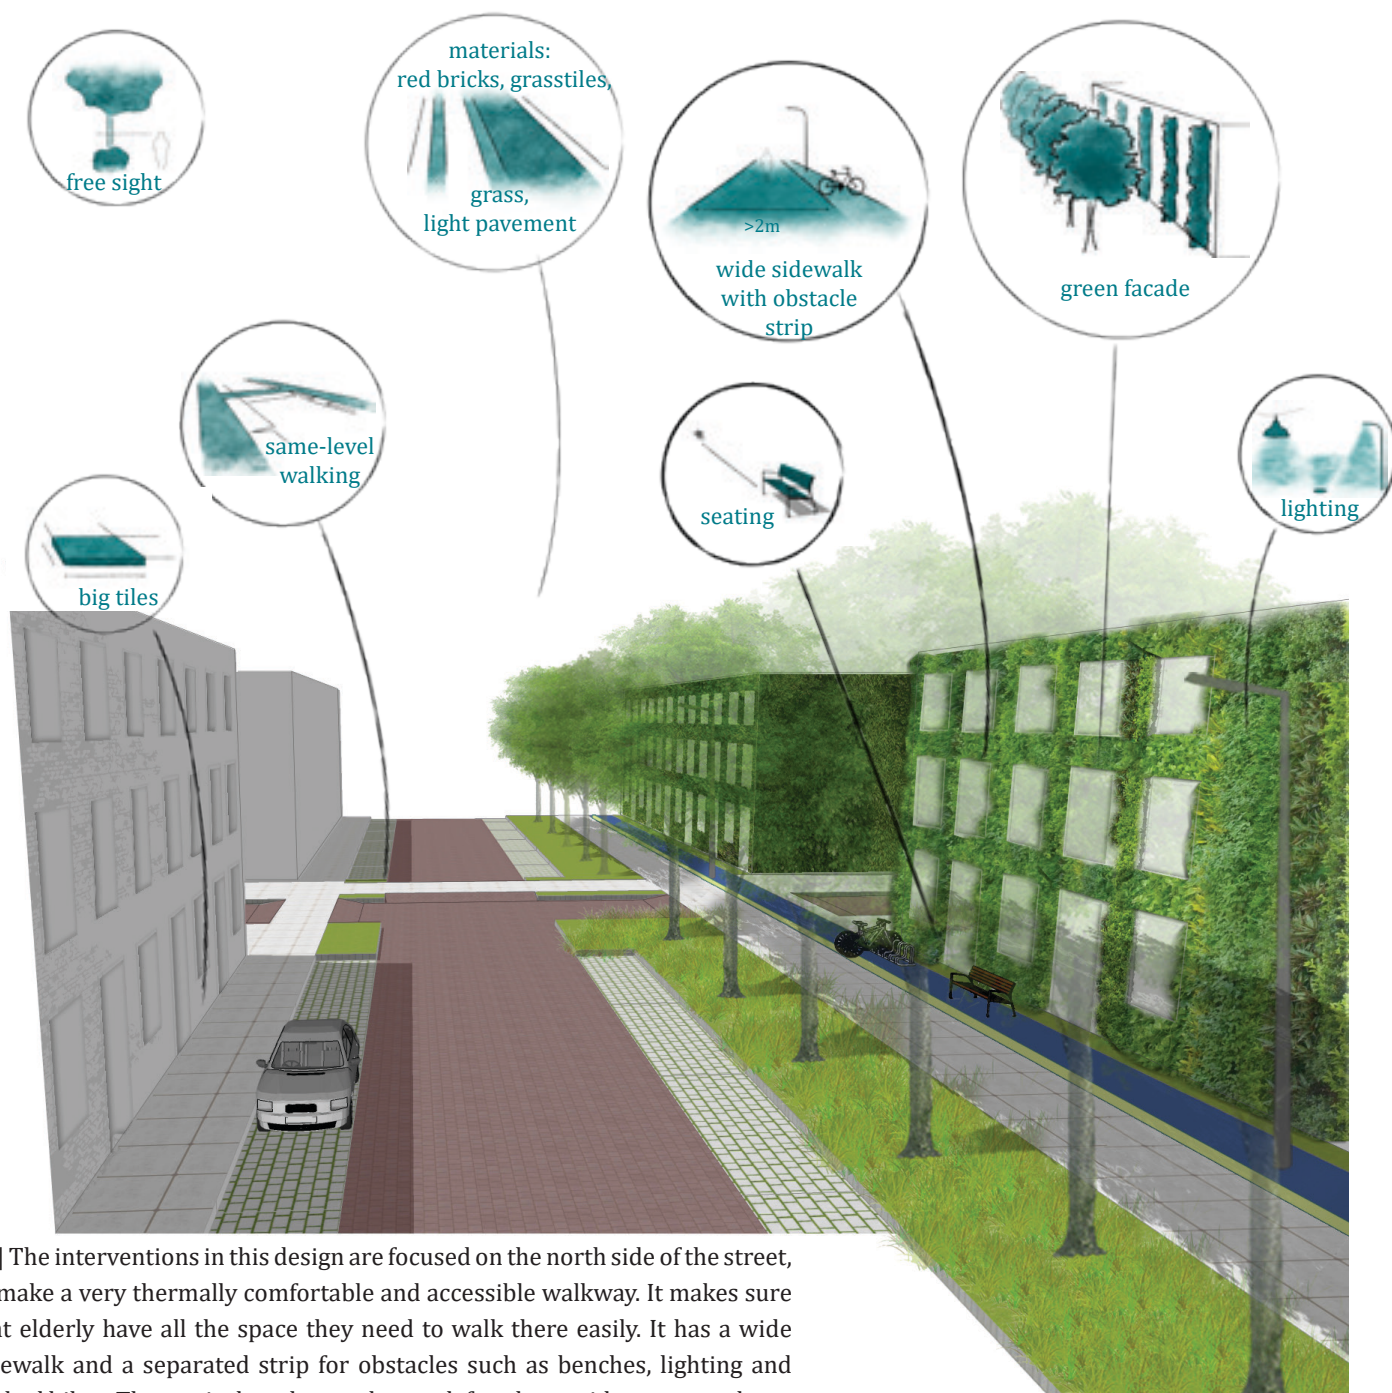 materials:
red bricks, grasstiles,
grass,
light pavement
free sight
>2m
wide sidewalk
with obstacle
strip
green facade
same-level
walking
seating
lighting
big tiles
] The interventions in this design are focused on the north side of the street,
make a very thermally comfortable and accessible walkway. It makes sure
t elderly have all the space they need to walk there easily. It has a wide
ewalk and a separated strip for obstacles such as benches, lighting and